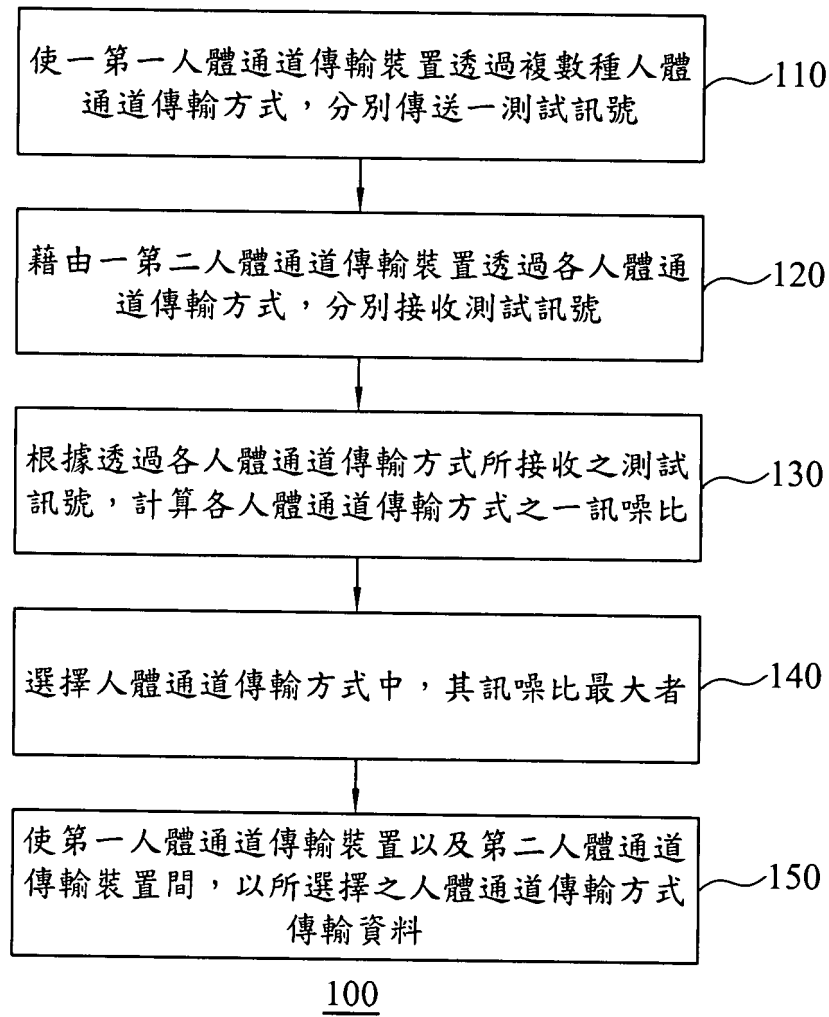 使一第一人體通道傳輸裝置透過複數種人體
通道傳輸方式，分別傳送一測試訊號
110
藉由一第二人體通道傳輸裝置透過各人體通
道傳輸方式，分別接收測試訊號
120
根據透過各人體通道傳輸方式所接收之測試
訊號，計算各人體通道傳輸方式之一訊噪比
130
選擇人體通道傳輸方式中，其訊噪比最大者
140
使第一人體通道傳輸裝置以及第二人體通道
傳輸裝置間，以所選擇之人體通道傳輸方式
傳輸資料
150
100